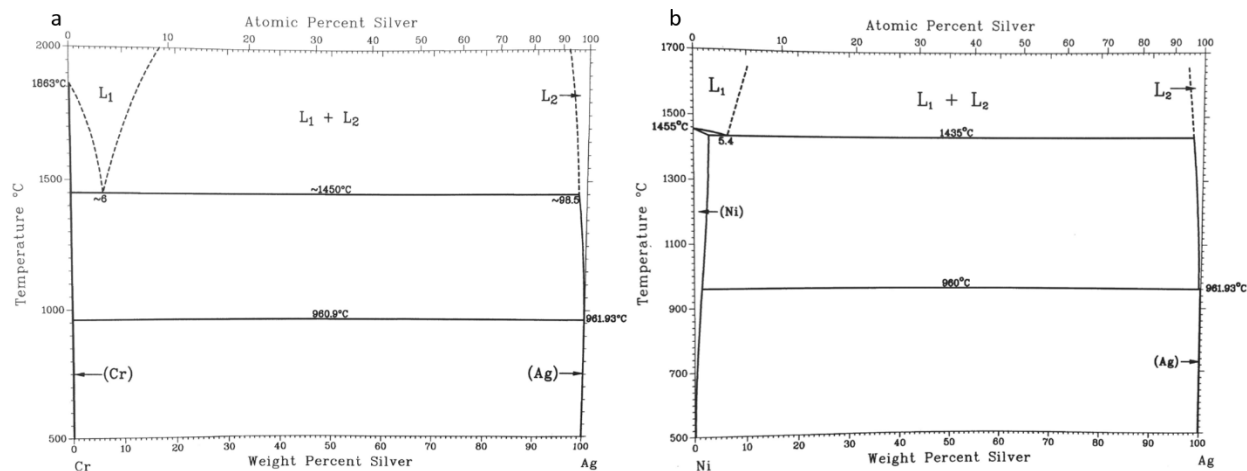 a
Atomic Percent Silver
0 10 20 30 40 50 60 70 80 90 100
2000
1863°C
L1
L2
L1 + L2
1500
~1450°C
~6
~98.5
Temperature °C
1000
960.9°C
961.93°C
(Cr)
(Ag)
500
0 10 20 30 40 50 60 70 80 90 100
Cr
Weight Percent Silver
Ag
b
Atomic Percent Silver
0 10 20 30 40 50 60 70 80 90 100
1700
L1
L1 + L2
L2
1500
1455°C
1435°C
5.4
1300
Temperature °C
(Ni)
1100
960°C
961.93°C
900
700
(Ag)
500
0 10 20 30 40 50 60 70 80 90 100
Ni
Weight Percent Silver
Ag